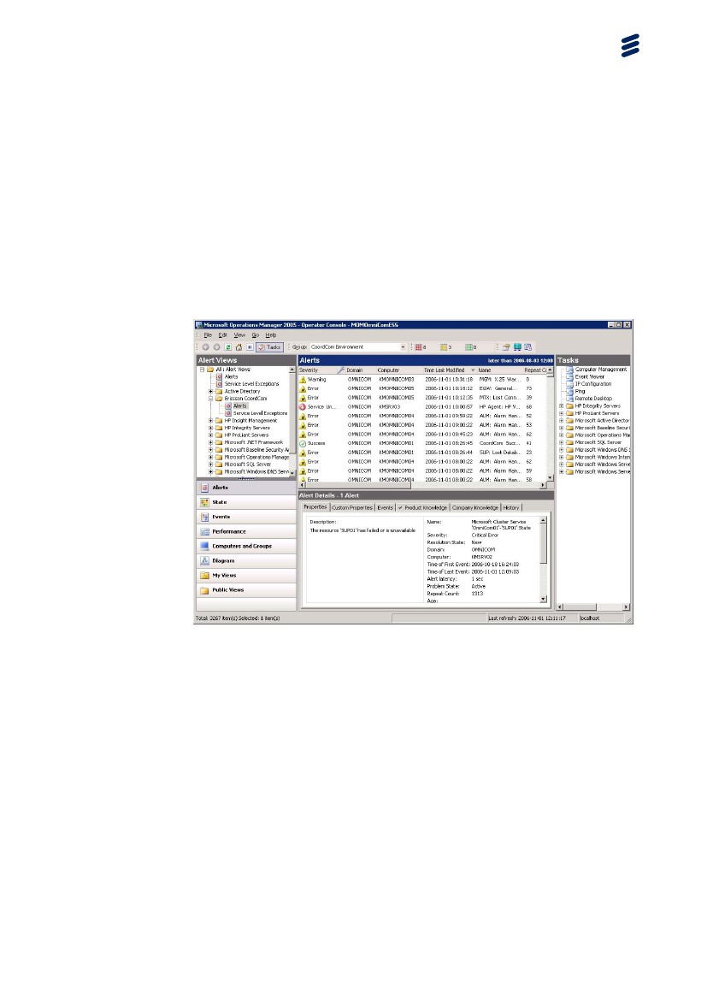 Microsoft Operations Manager 2005 - Operator Console - MOMOmniComESS
File Edit View Go Help
Tasks Group: CoordCom Environment 8 3 0
Alert Views
All: Alert Views
Alerts
Service Level Exceptions
Active Directory
Ericsson CoordCom
Alerts
Service Level Exceptions
HP Insight Management
HP Integrity Servers
HP ProLiant Servers
Microsoft .NET Framework
Microsoft Baseline Security A
Microsoft Operations Manage
Microsoft SQL Server
Microsoft Windows DNS Serv
Alerts
State
Events
Performance
Computers and Groups
Diagram
My Views
Public Views
Alerts later than 2006-08-03 12:00
Severity Domain Computer Time Last Modified Name Repeat Co
Warning OMNICOM KMOMNICOM03 2006-11-01 10:31:18 MGM: X.25 War... 0
Error OMNICOM KMOMNICOM05 2006-11-01 10:16:12 EGW: General... 73
Error OMNICOM KMOMNICOM05 2006-11-01 10:12:35 MTX: Lost Conn... 39
Service Un... OMNICOM KMSRV03 2006-11-01 10:00:57 HP Agent: HP V... 68
Error OMNICOM KMOMNICOM04 2006-11-01 09:59:22 ALM: Alarm Han... 52
Error OMNICOM KMOMNICOM04 2006-11-01 09:00:22 ALM: Alarm Han... 53
Error OMNICOM KMOMNICOM04 2006-11-01 08:45:23 ALM: Alarm Han... 62
Success OMNICOM KMOMNICOM01 2006-11-01 08:26:45 CoordCom Succ... 41
Error OMNICOM KMOMNICOM01 2006-11-01 08:26:44 SUP: Lost Datab... 23
Error OMNICOM KMOMNICOM04 2006-11-01 08:00:22 ALM: Alarm Han... 62
Error OMNICOM KMOMNICOM04 2006-11-01 08:00:22 ALM: Alarm Han... 59
Error OMNICOM KMOMNICOM04 2006-11-01 08:00:22 ALM: Alarm Han... 58
Alert Details - 1 Alert
Properties Custom Properties Events Product Knowledge Company Knowledge History
Description:
The resource 'SUP01' has failed or is unavailable
Name: Microsoft Cluster Service
'OmniCom01'-'SUP01' State
Severity: Critical Error
Resolution State: New
Domain: OMNICOM
Computer: KMSRV02
Time of First Event: 2006-10-18 16:24:03
Time of Last Event: 2006-11-01 12:09:03
Alert latency: 1 sec
Problem State: Active
Repeat Count: 1313
Age:
Tasks
Computer Management
Event Viewer
IP Configuration
Ping
Remote Desktop
HP Integrity Servers
HP ProLiant Servers
Microsoft Active Director
Microsoft Baseline Securi
Microsoft Operations Ma
Microsoft SQL Server
Microsoft Windows DNS S
Microsoft Windows Inter
Microsoft Windows Serve
Microsoft Windows Serve
Total: 3267 item(s) Selected: 1 item(s) Last refresh: 2006-11-01 12:11:17 localhost